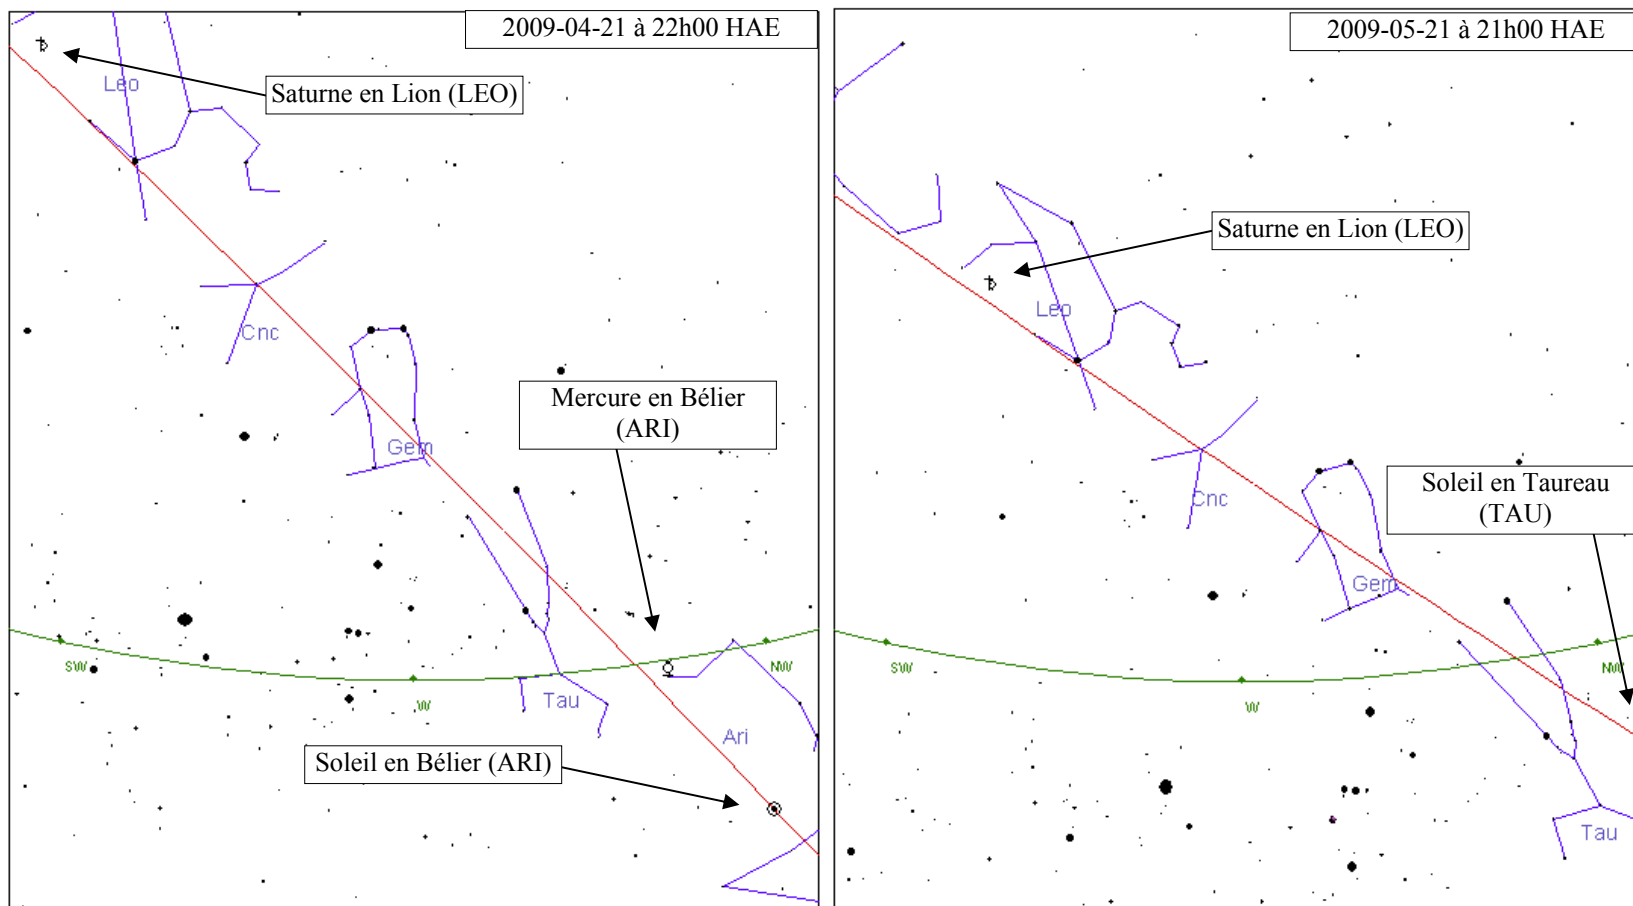 2009-04-21 à 22h00 HAE
Leo
Saturne en Lion (LEO)
Cnc
Gem
Mercure en Bélier
(ARI)
SW
W
NW
Tau
Ari
Soleil en Bélier (ARI)
2009-05-21 à 21h00 HAE
Saturne en Lion (LEO)
Leo
Cnc
Soleil en Taureau
(TAU)
Gem
SW
W
NW
Tau